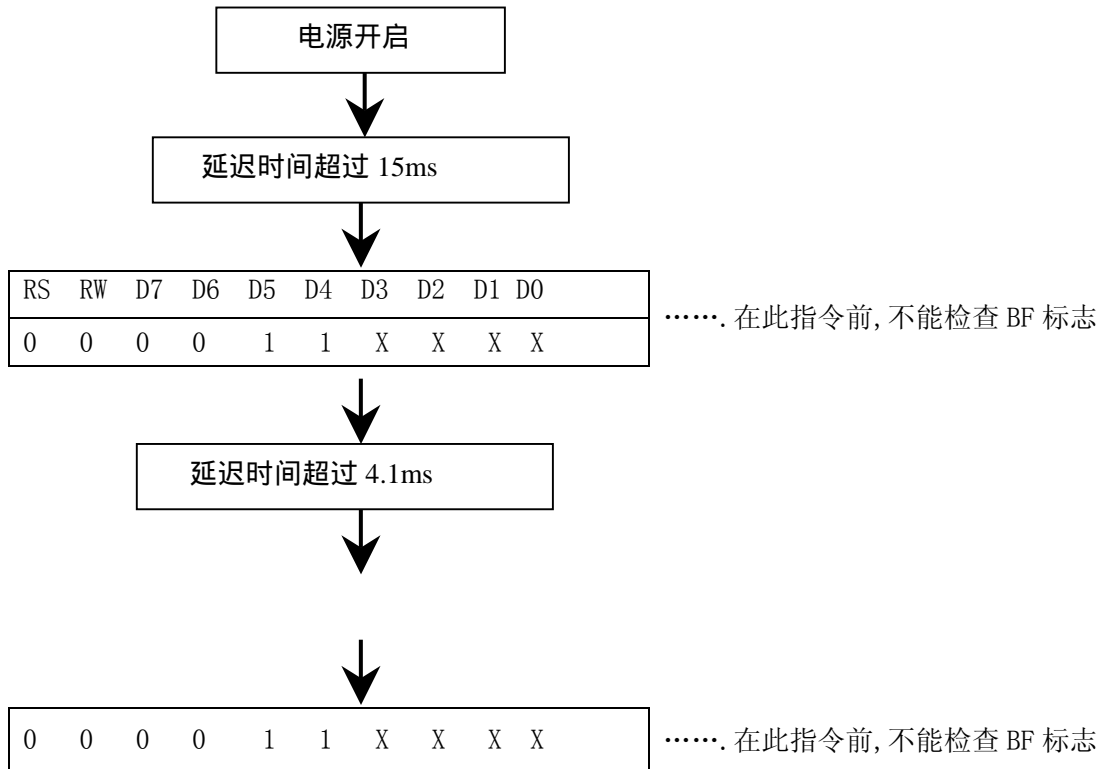 电源开启
延迟时间超过 15ms
RS RW D7 D6 D5 D4 D3 D2 D1 D0
0 0 0 0 1 1 X X X X
…….在此指令前,不能检查 BF 标志
延迟时间超过 4.1ms
0 0 0 0 1 1 X X X X
…….在此指令前,不能检查 BF 标志